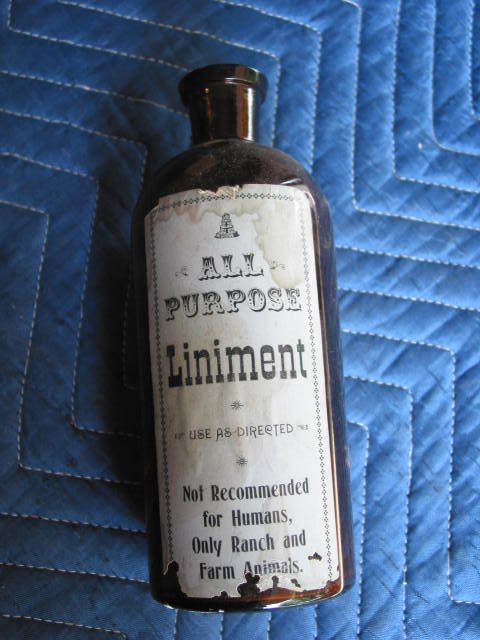 ALL
PURPOSE
Liniment
USE AS DIRECTED
Not Recommended
for Humans,
Only Ranch and
Farm Animals.